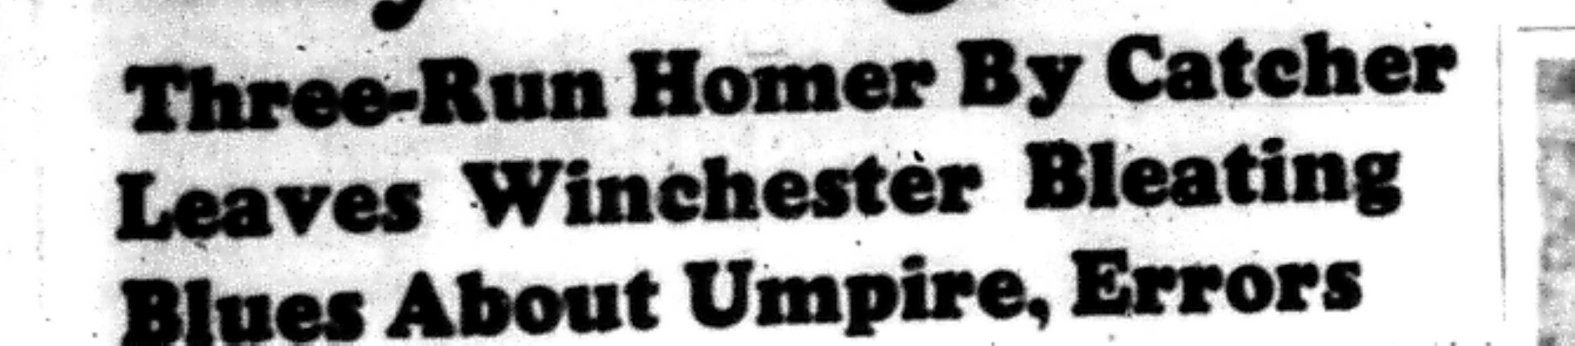 Three-Run Homer By Catcher
Leaves Winchester Bleating
Blues About Umpire, Errors